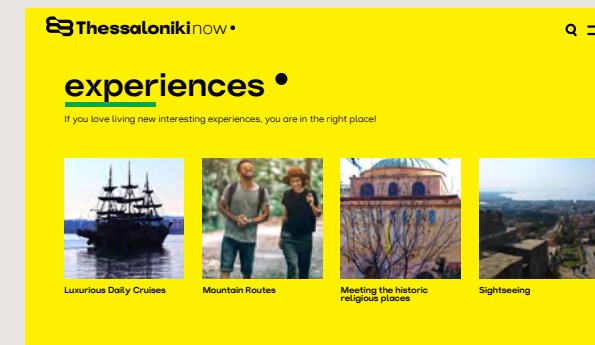 Thessalonikinow
experiences
If you love living new interesting experiences, you are in the right place!
Luxurious Daily Cruises
Mountain Routes
Meeting the historic
religious places
Sightseeing